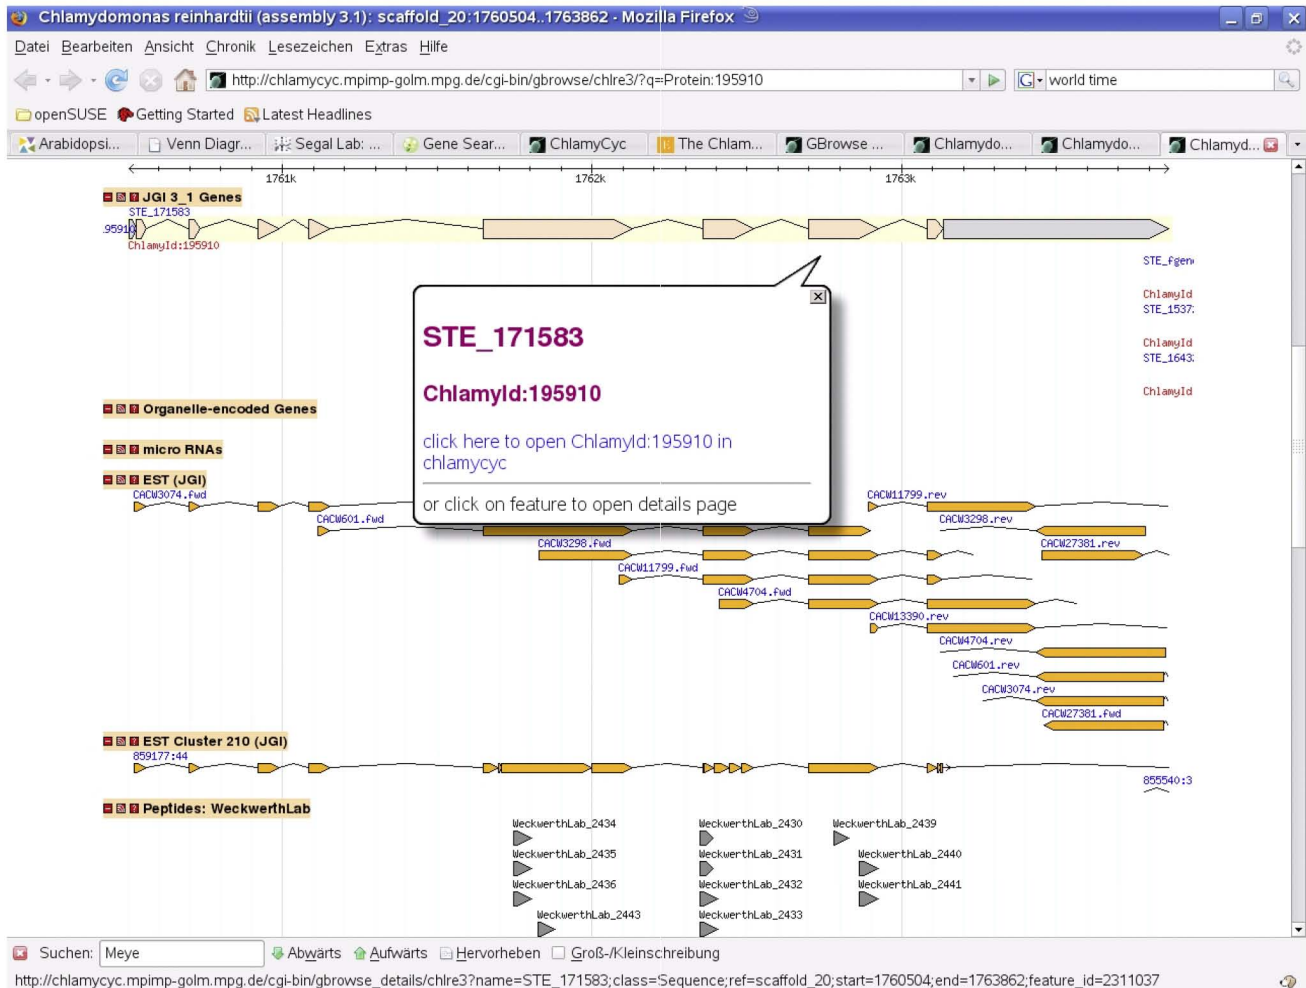 Chlamydomonas reinhardtii (assembly 3.1): scaffold_20:1760504..1763862 - Mozilla Firefox
Datei Bearbeiten Ansicht Chronik Lesezeichen Extras Hilfe
http://chlamycyc.mpimp-golm.mpg.de/cgi-bin/gbrowse/chlre3/?q=Protein:195910
G world time
openSUSE Getting Started Latest Headlines
Arabidopsi... Venn Diagr... Segal Lab: ... Gene Sear... ChlamyCyc The Chlam... GBrowse ... Chlamydo... Chlamydo... Chlamyd...
1761k 1762k 1763k
JGI 3_1 Genes
STE_171583
.95910
ChlamyId:195910
STE_fgen
ChlamyId
STE_1537
ChlamyId
STE_1643
ChlamyId
STE_171583
ChlamyId:195910
click here to open ChlamyId:195910 in
chlamycyc
or click on feature to open details page
Organelle-encoded Genes
micro RNAs
EST (JGI)
CACW3074.fwd CACW11799.rev
CACW601.fwd CACW3298.rev
CACW3298.fwd CACW27381.rev
CACW11799.fwd
CACW4704.fwd
CACW13390.rev
CACW4704.rev
CACW601.rev
CACW3074.rev
CACW27381.fwd
EST Cluster 210 (JGI)
859177:44
855540:3
Peptides: WeckwerthLab
WeckwerthLab_2434 WeckwerthLab_2430 WeckwerthLab_2439
WeckwerthLab_2435 WeckwerthLab_2431 WeckwerthLab_2440
WeckwerthLab_2436 WeckwerthLab_2432 WeckwerthLab_2441
WeckwerthLab_2443 WeckwerthLab_2433
Suchen: Meye Abwärts Aufwärts Hervorheben Groß-/Kleinschreibung
http://chlamycyc.mpimp-golm.mpg.de/cgi-bin/gbrowse_details/chlre3?name=STE_171583;class=Sequence;ref=scaffold_20;start=1760504;end=1763862;feature_id=2311037